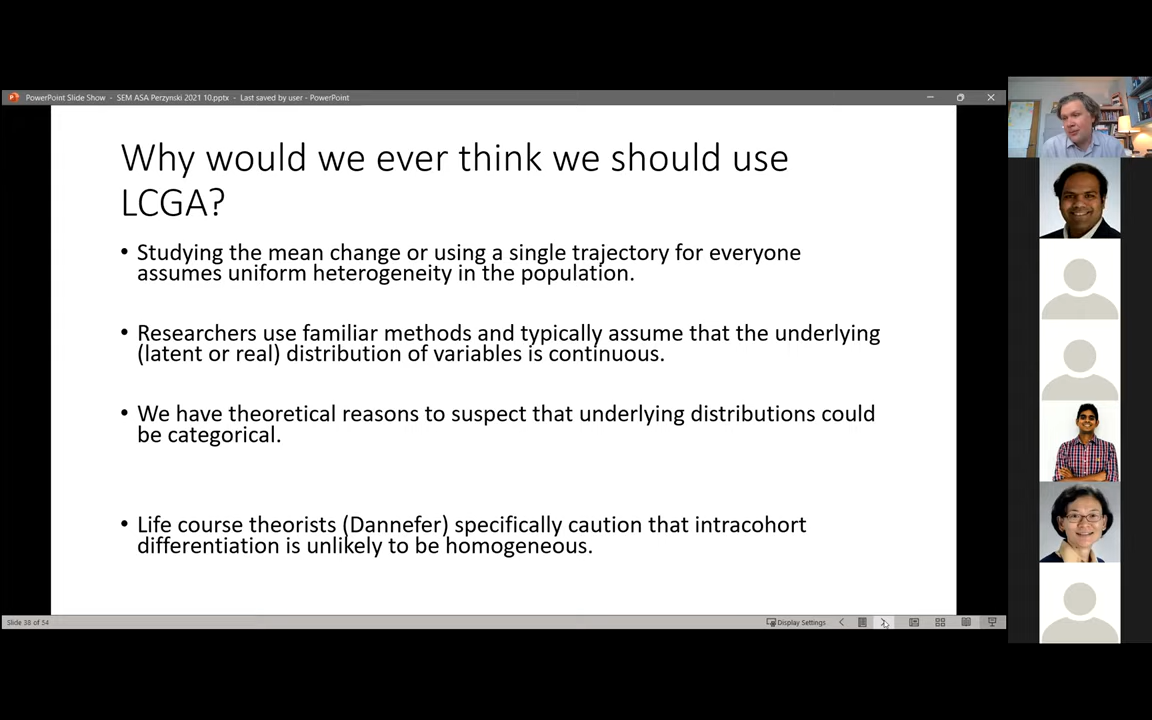 PowerPoint Slide Show - SEM ASA Perzynski 2021 10.pptx - Last saved by user - PowerPoint
Why would we ever think we should use
LCGA?
• Studying the mean change or using a single trajectory for everyone
assumes uniform heterogeneity in the population.
• Researchers use familiar methods and typically assume that the underlying
(latent or real) distribution of variables is continuous.
• We have theoretical reasons to suspect that underlying distributions could
be categorical.
• Life course theorists (Dannefer) specifically caution that intracohort
differentiation is unlikely to be homogeneous.
Slide 38 of 54
Display Settings